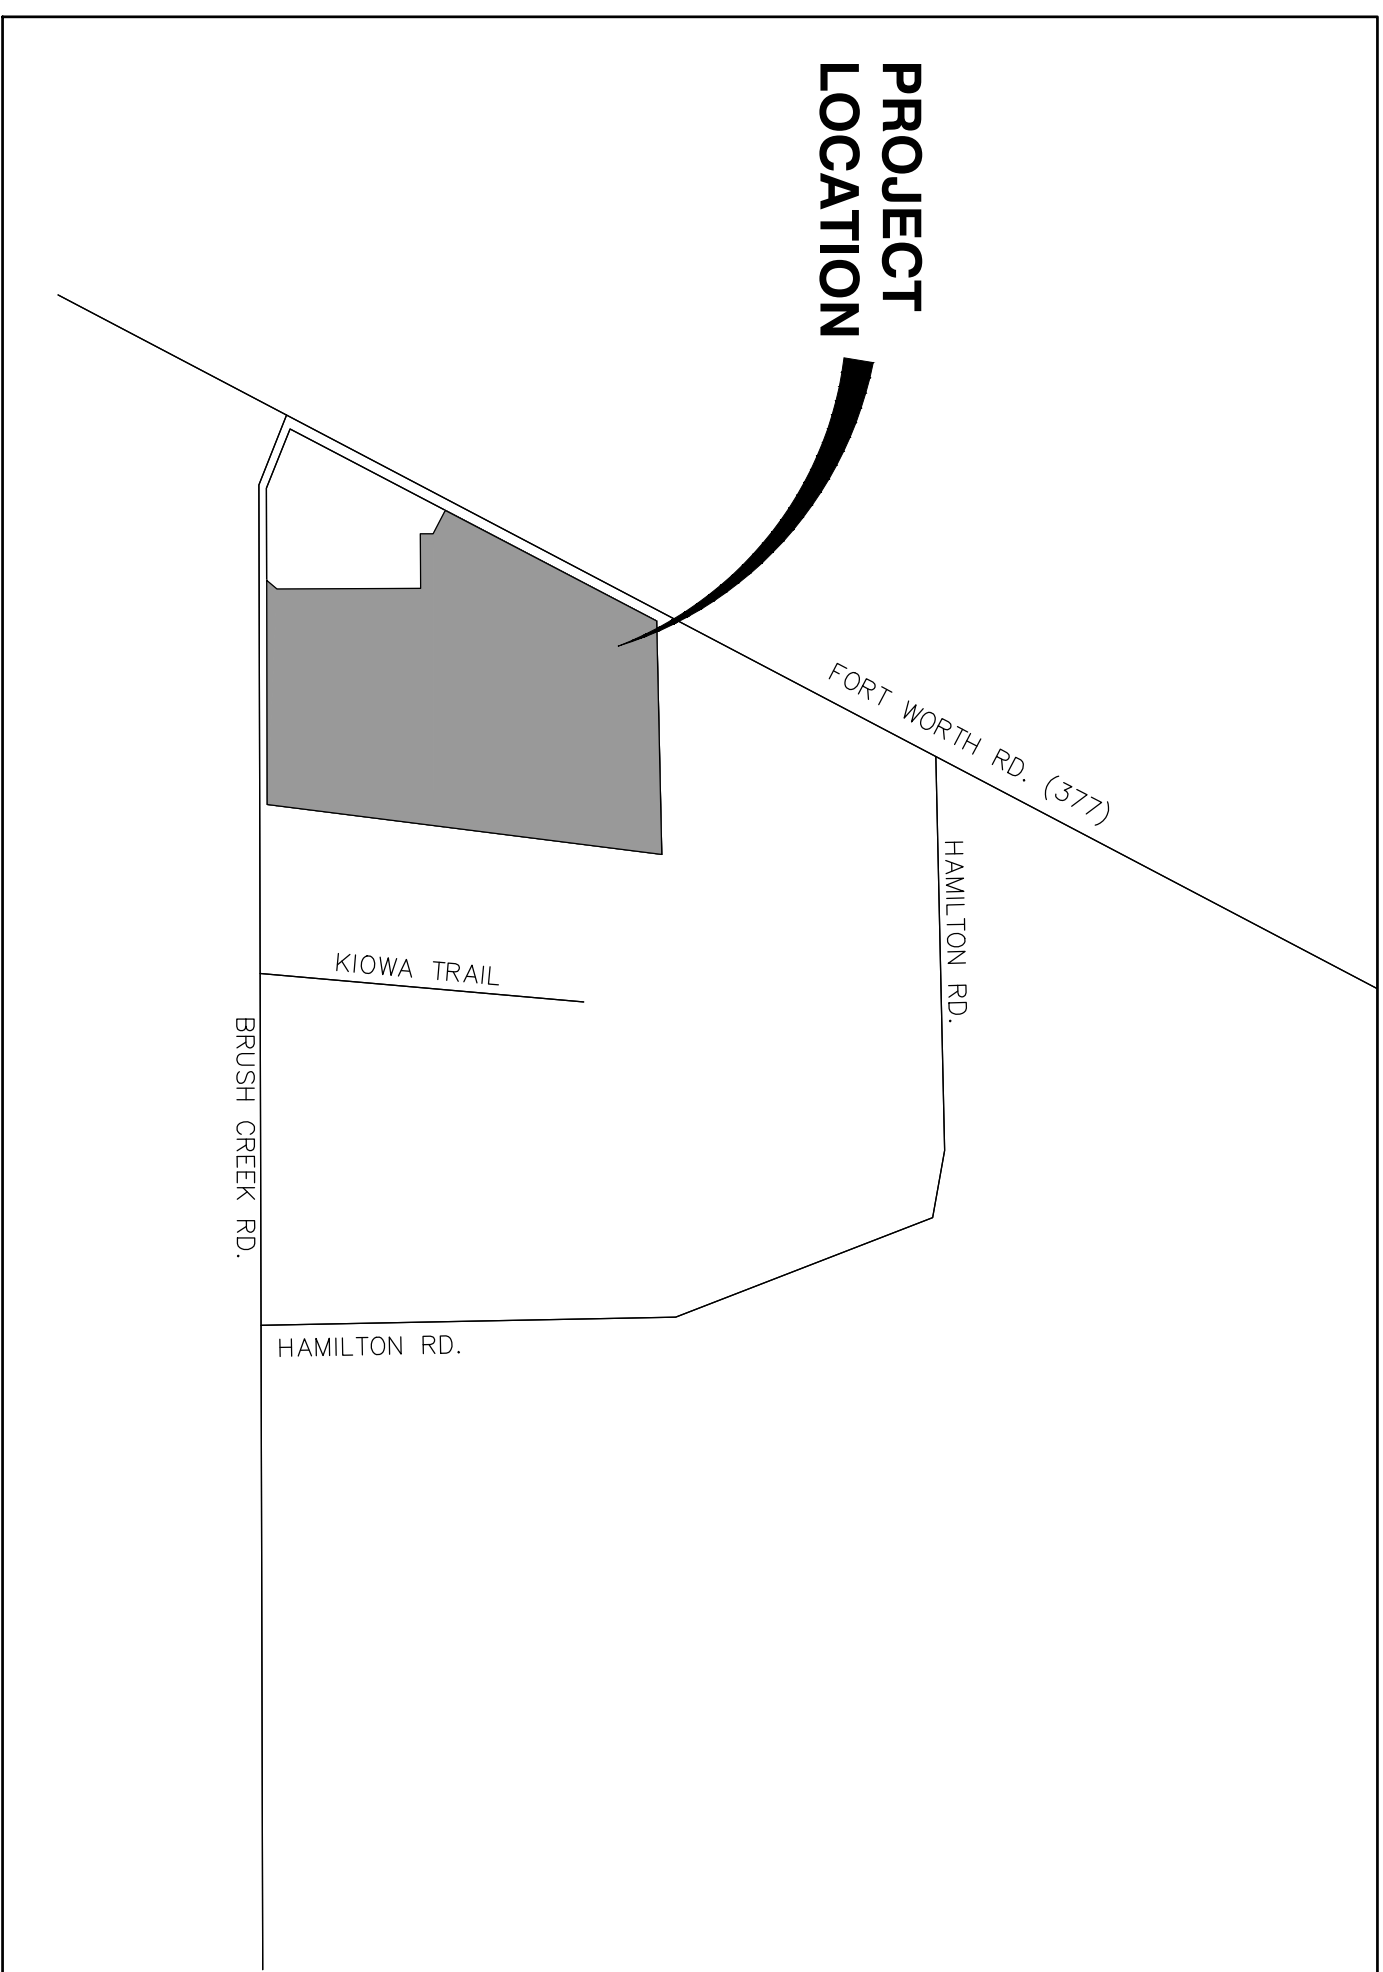 PROJECT
LOCATION
FORT WORTH RD. (377)
HAMILTON RD.
KIOWA TRAIL
BRUSH CREEK RD.
HAMILTON RD.